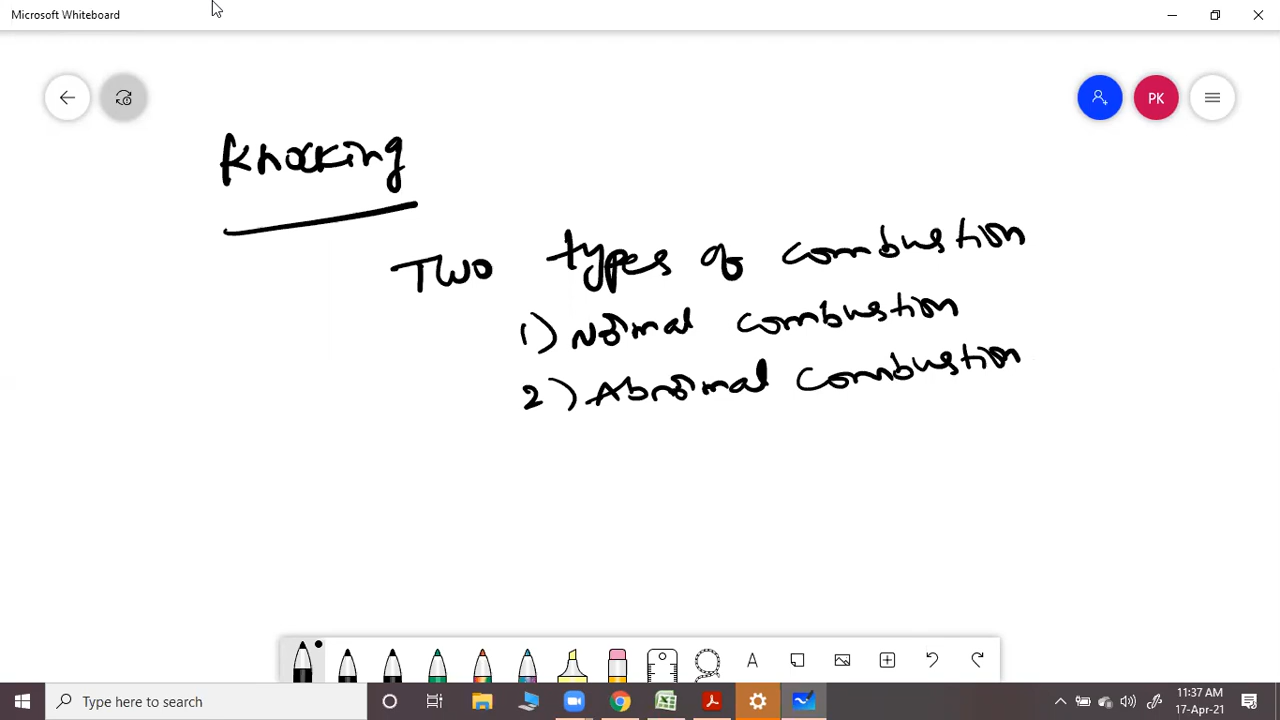 Microsoft Whiteboard
PK
Knocking
Two types of combustion
1) Normal combustion
2) Abnormal combustion
A
Type here to search
11:37 AM
17-Apr-21